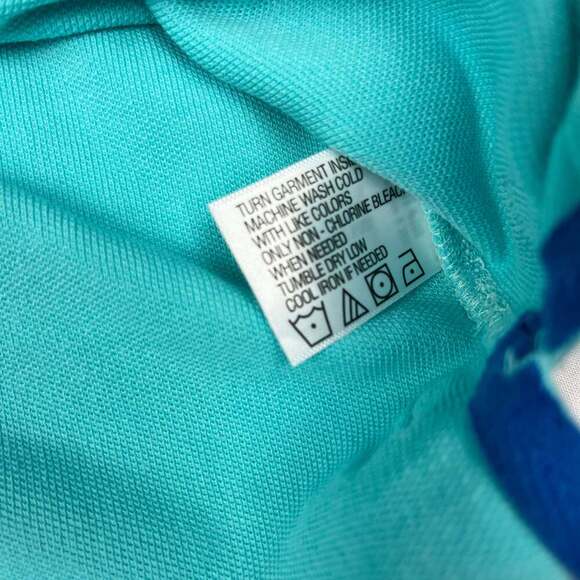 TURN GARMENT
MACHINE WASH COLD
WITH LIKE COLORS
ONLY NON - CHLORINE
WHEN NEEDED
TUMBLE DRY LOW
COOL IRON IF NEEDED